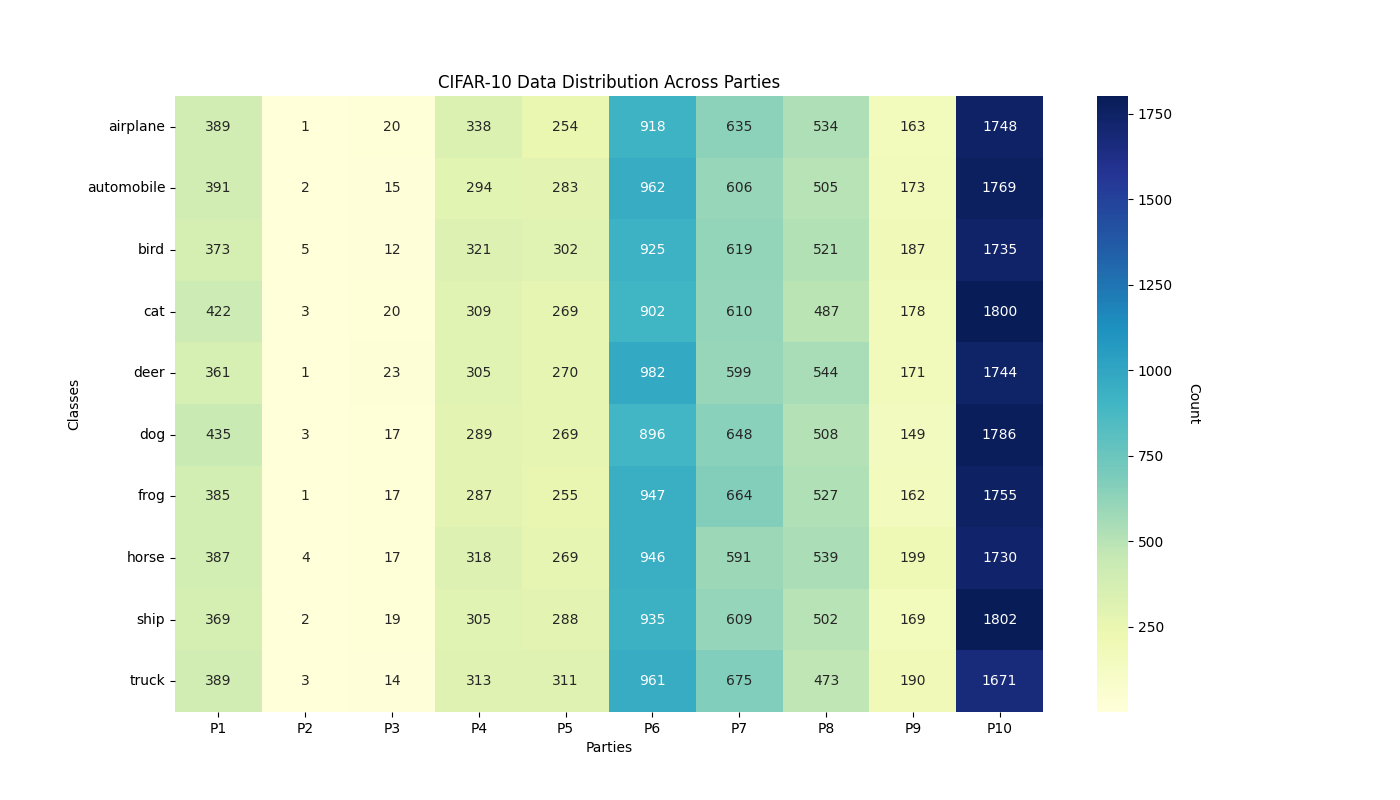 CIFAR-10 Data Distribution Across Parties
airplane 389 1 20 338 254 918 635 534 163 1748
automobile 391 2 15 294 283 962 606 505 173 1769
bird 373 5 12 321 302 925 619 521 187 1735
cat 422 3 20 309 269 902 610 487 178 1800
deer 361 1 23 305 270 982 599 544 171 1744
dog 435 3 17 289 269 896 648 508 149 1786
frog 385 1 17 287 255 947 664 527 162 1755
horse 387 4 17 318 269 946 591 539 199 1730
ship 369 2 19 305 288 935 609 502 169 1802
truck 389 3 14 313 311 961 675 473 190 1671
P1 P2 P3 P4 P5 P6 P7 P8 P9 P10
Parties
Classes
1750
1500
1250
1000
750
500
250
Count